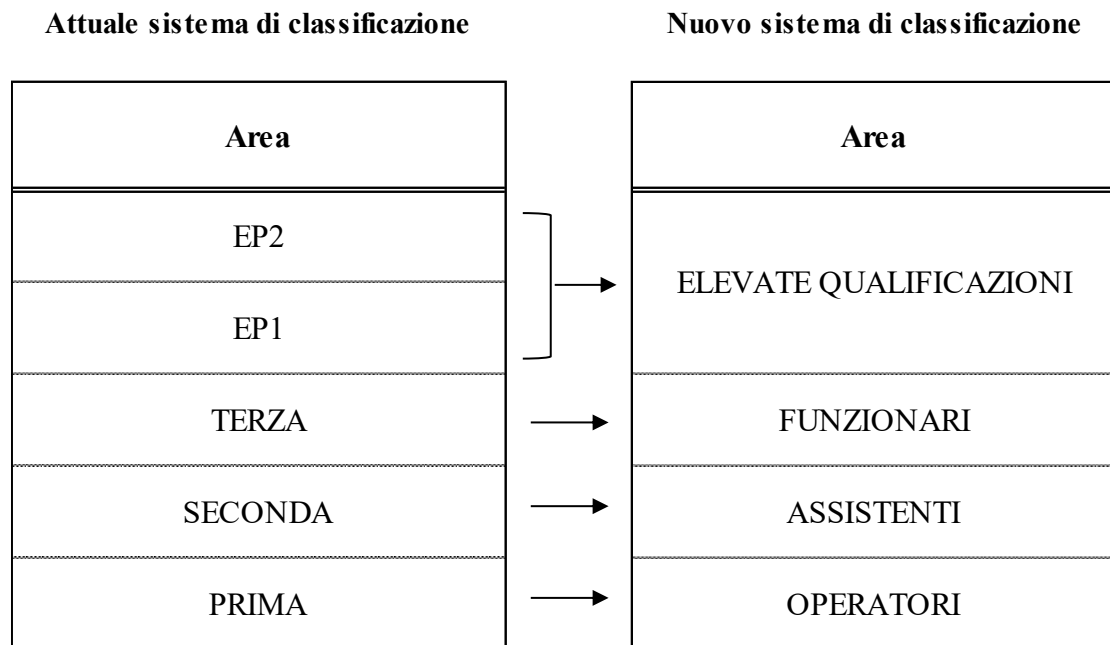 Attuale sistema di classificazione
Nuovo sistema di classificazione
Area
Area
EP2
EP1
ELEVATE QUALIFICAZIONI
TERZA
FUNZIONARI
SECONDA
ASSISTENTI
PRIMA
OPERATORI